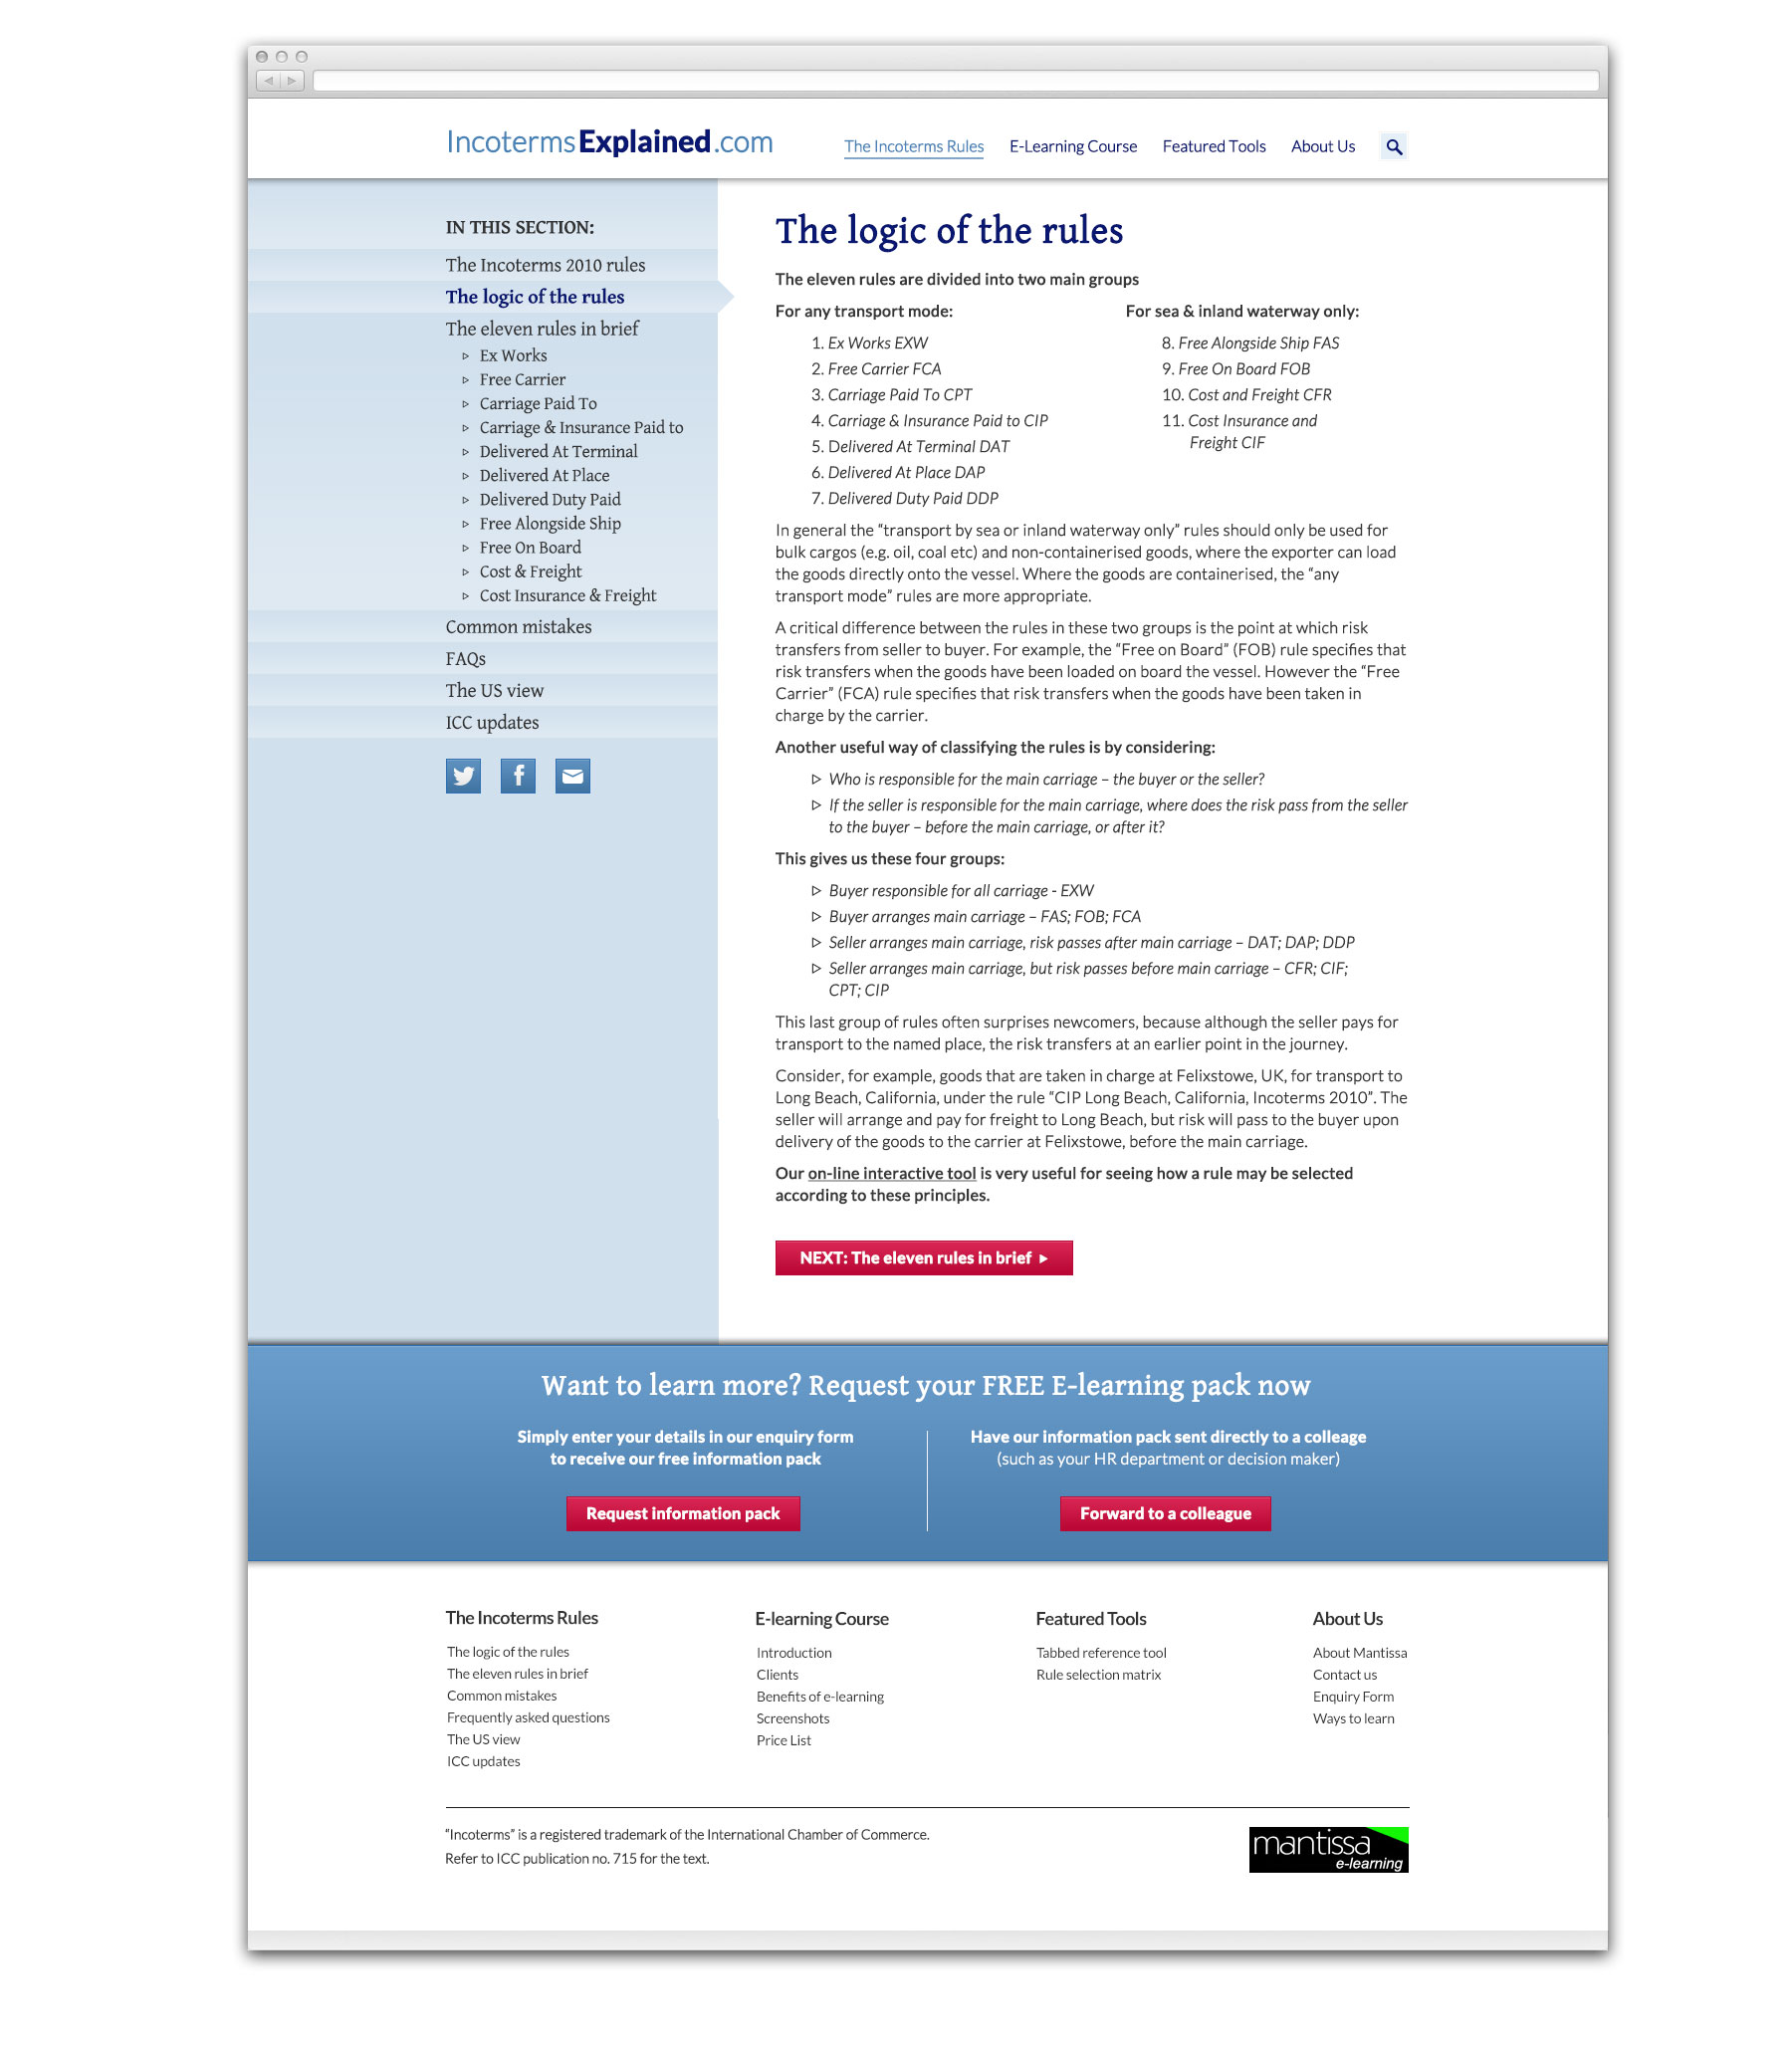 IncotermsExplained.com
The Incoterms Rules
E-Learning Course
Featured Tools
About Us
IN THIS SECTION:
The Incoterms 2010 rules
The logic of the rules
The eleven rules in brief
Ex Works
Free Carrier
Carriage Paid To
Carriage & Insurance Paid to
Delivered At Terminal
Delivered At Place
Delivered Duty Paid
Free Alongside Ship
Free On Board
Cost & Freight
Cost Insurance & Freight
Common mistakes
FAQs
The US view
ICC updates
The logic of the rules
The eleven rules are divided into two main groups
For any transport mode:
1. Ex Works EXW
2. Free Carrier FCA
3. Carriage Paid To CPT
4. Carriage & Insurance Paid to CIP
5. Delivered At Terminal DAT
6. Delivered At Place DAP
7. Delivered Duty Paid DDP
For sea & inland waterway only:
8. Free Alongside Ship FAS
9. Free On Board FOB
10. Cost and Freight CFR
11. Cost Insurance and
Freight CIF
In general the “transport by sea or inland waterway only” rules should only be used for
bulk cargos (e.g. oil, coal etc) and non-containerised goods, where the exporter can load
the goods directly onto the vessel. Where the goods are containerised, the “any
transport mode” rules are more appropriate.
A critical difference between the rules in these two groups is the point at which risk
transfers from seller to buyer. For example, the “Free on Board” (FOB) rule specifies that
risk transfers when the goods have been loaded on board the vessel. However the “Free
Carrier” (FCA) rule specifies that risk transfers when the goods have been taken in
charge by the carrier.
Another useful way of classifying the rules is by considering:
Who is responsible for the main carriage – the buyer or the seller?
If the seller is responsible for the main carriage, where does the risk pass from the seller
to the buyer – before the main carriage, or after it?
This gives us these four groups:
Buyer responsible for all carriage - EXW
Buyer arranges main carriage – FAS; FOB; FCA
Seller arranges main carriage, risk passes after main carriage – DAT; DAP; DDP
Seller arranges main carriage, but risk passes before main carriage – CFR; CIF;
CPT; CIP
This last group of rules often surprises newcomers, because although the seller pays for
transport to the named place, the risk transfers at an earlier point in the journey.
Consider, for example, goods that are taken in charge at Felixstowe, UK, for transport to
Long Beach, California, under the rule “CIP Long Beach, California, Incoterms 2010”. The
seller will arrange and pay for freight to Long Beach, but risk will pass to the buyer upon
delivery of the goods to the carrier at Felixstowe, before the main carriage.
Our on-line interactive tool is very useful for seeing how a rule may be selected
according to these principles.
NEXT: The eleven rules in brief
Want to learn more? Request your FREE E-learning pack now
Simply enter your details in our enquiry form
to receive our free information pack
Request information pack
Have our information pack sent directly to a colleage
(such as your HR department or decision maker)
Forward to a colleague
The Incoterms Rules
The logic of the rules
The eleven rules in brief
Common mistakes
Frequently asked questions
The US view
ICC updates
E-learning Course
Introduction
Clients
Benefits of e-learning
Screenshots
Price List
Featured Tools
Tabbed reference tool
Rule selection matrix
About Us
About Mantissa
Contact us
Enquiry Form
Ways to learn
“Incoterms” is a registered trademark of the International Chamber of Commerce.
Refer to ICC publication no. 715 for the text.
mantissa
e-learning